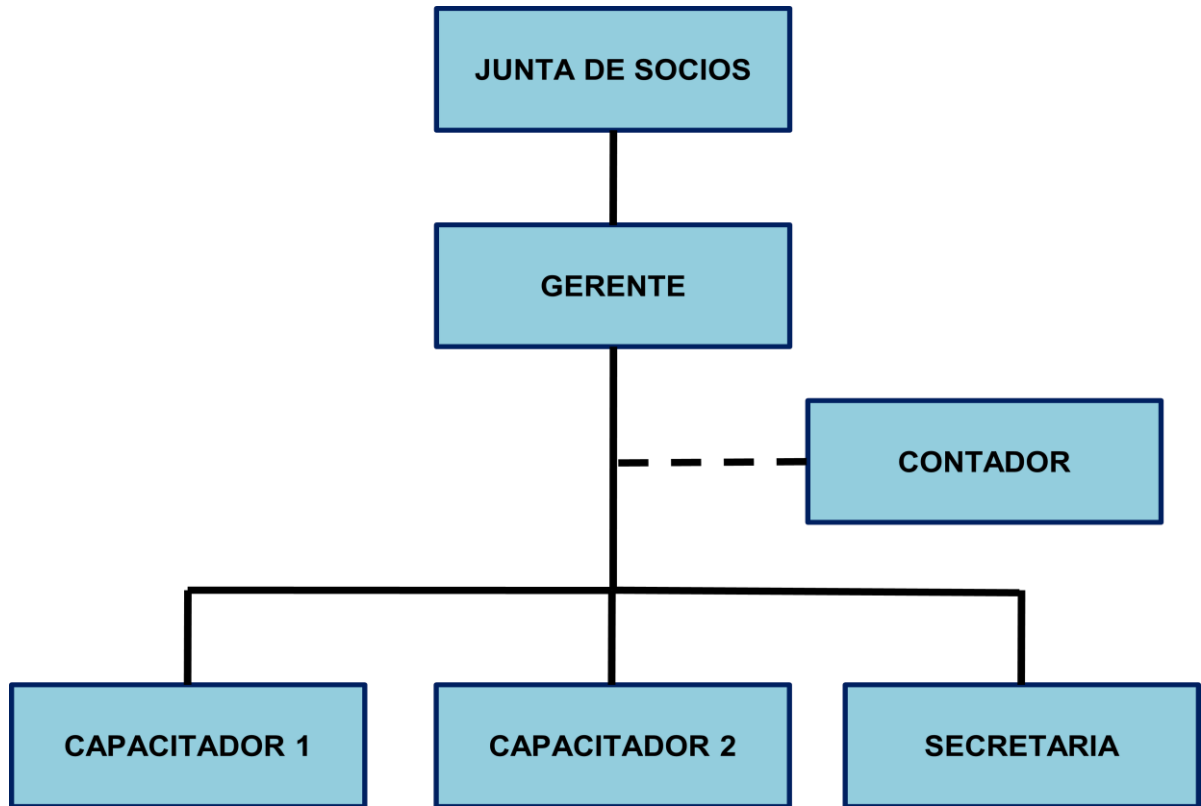 JUNTA DE SOCIOS
GERENTE
CONTADOR
CAPACITADOR 1
CAPACITADOR 2
SECRETARIA